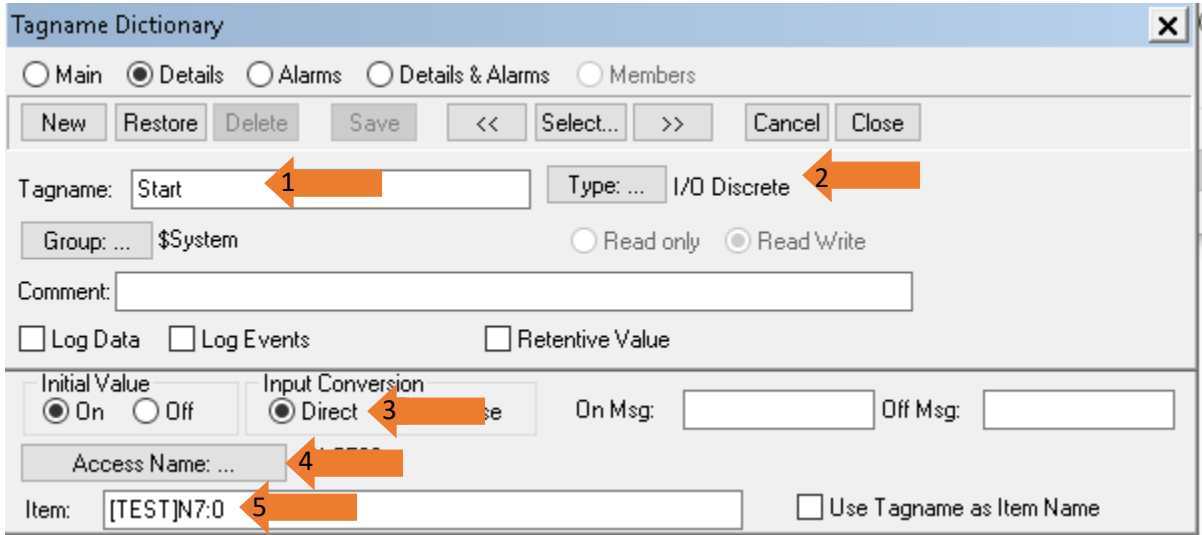 Tagname Dictionary
Main Details Alarms Details & Alarms Members
New Restore Delete Save << Select... >> Cancel Close
Tagname: Start 1 Type: ... I/O Discrete 2
Group: ... $System Read only Read Write
Comment:
Log Data Log Events Retentive Value
Initial Value Input Conversion
On Off Direct 3 se On Msg: Off Msg:
Access Name: ... 4
Item: [TEST]N7:0 5 Use Tagname as Item Name